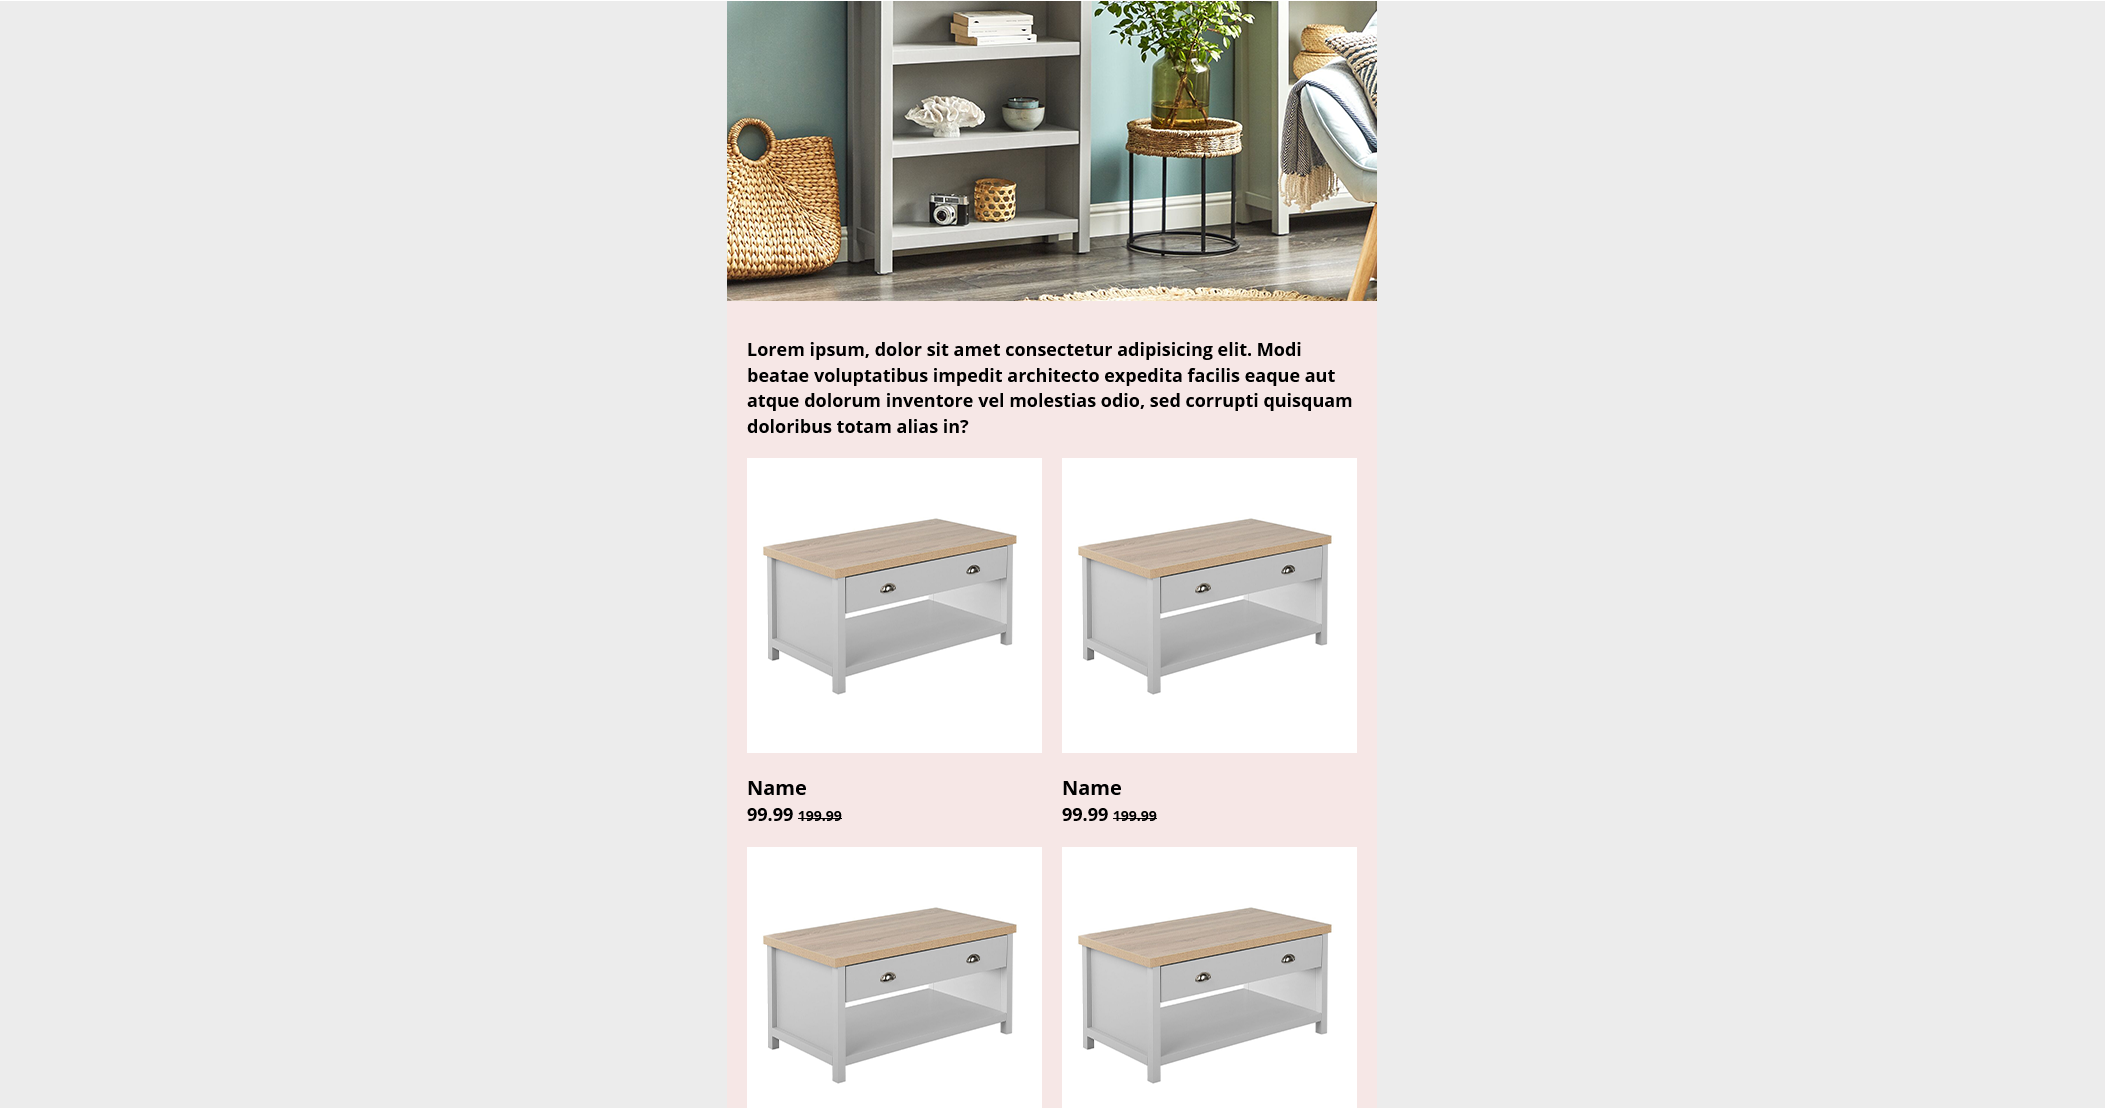 Lorem ipsum, dolor sit amet consectetur adipisicing elit. Modi
beatae voluptatibus impedit architecto expedita facilis eaque aut
atque dolorum inventore vel molestias odio, sed corrupti quisquam
doloribus totam alias in?
Name
99.99 199.99
Name
99.99 199.99